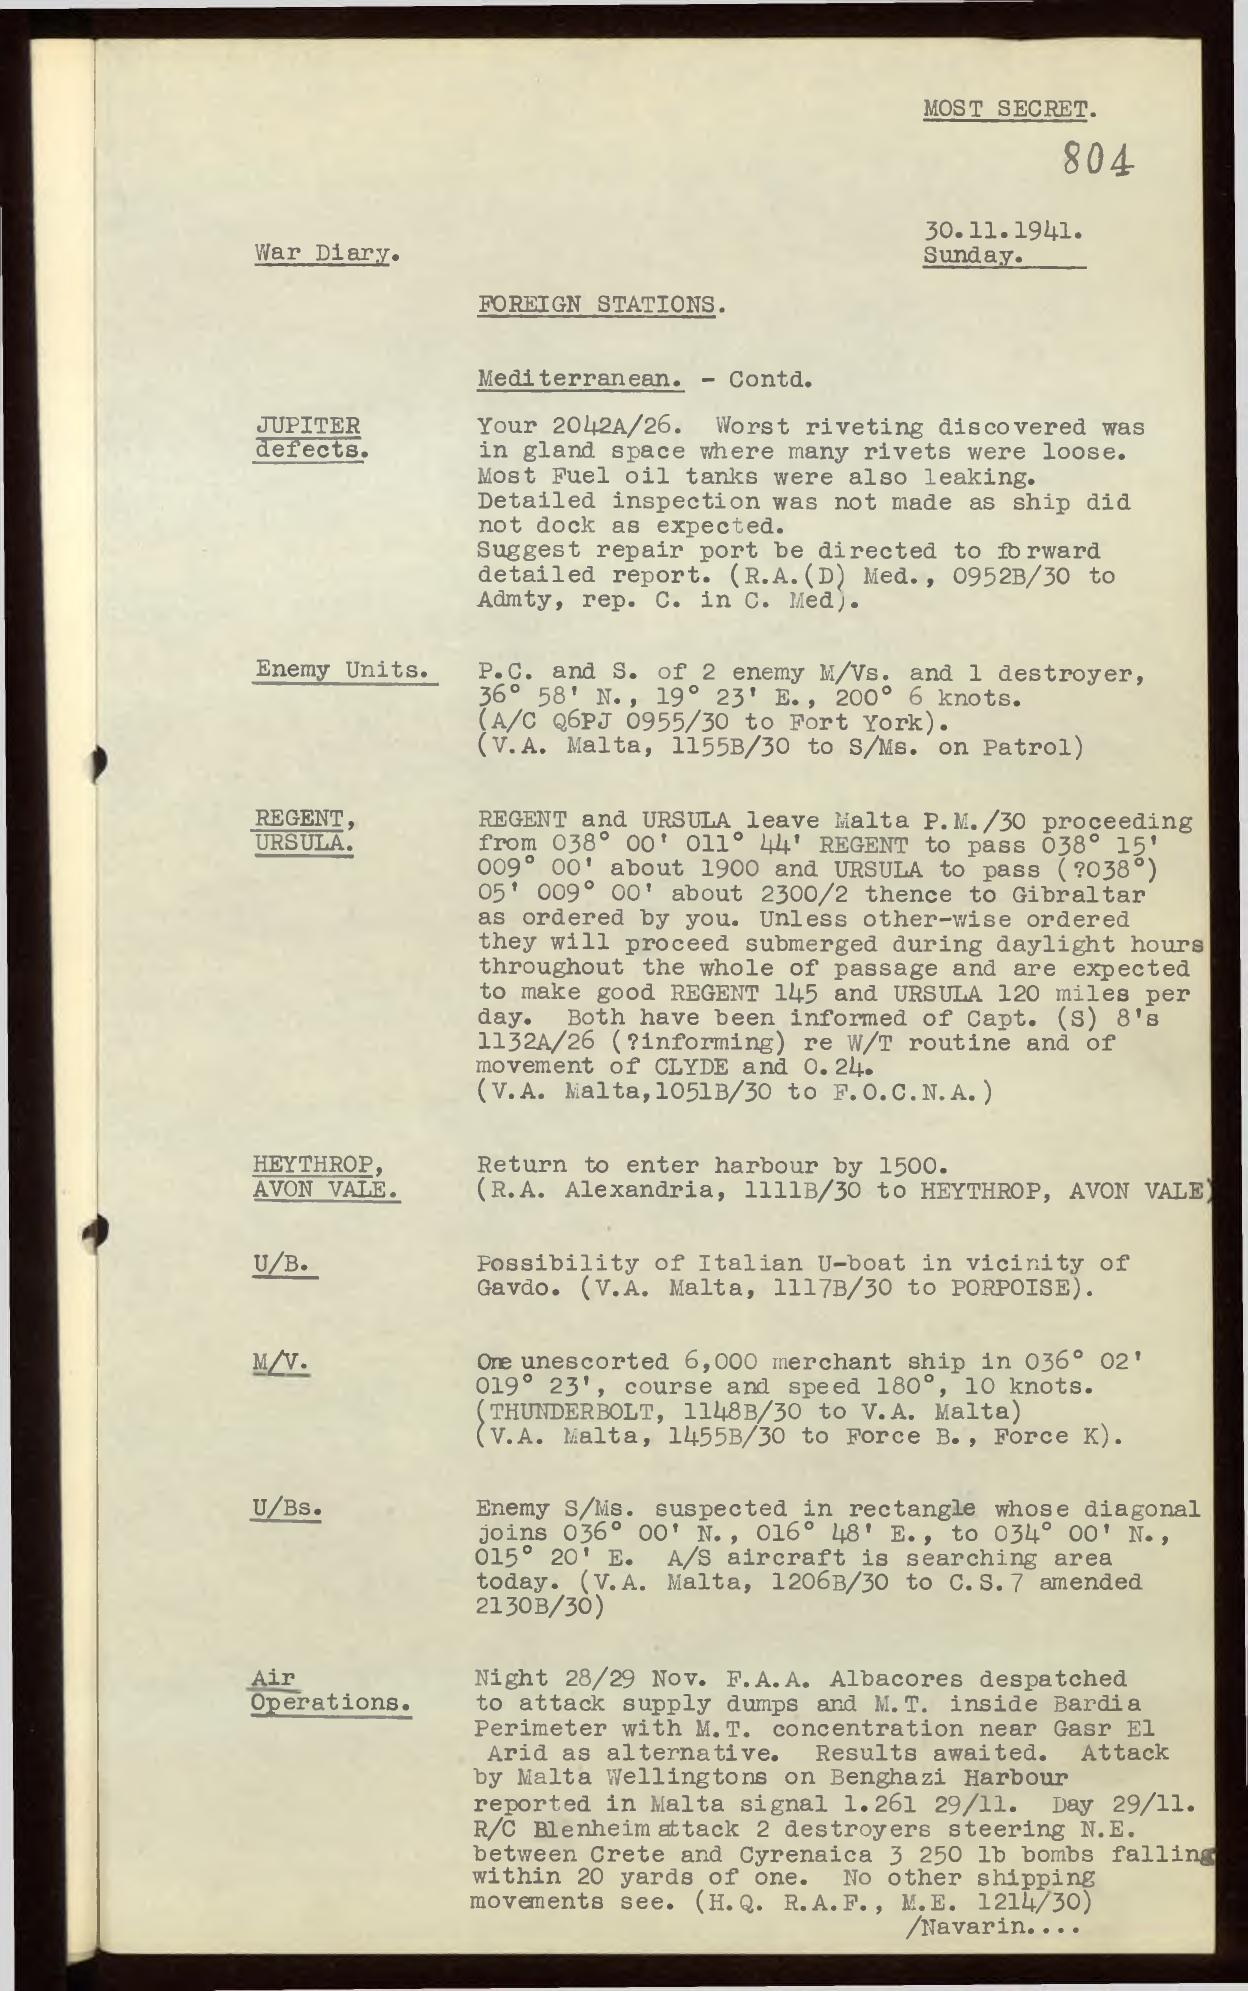 MOST SECRET.
804
30.11.1941.
Sunday.
War Diary.
FOREIGN STATIONS.
Mediterranean. - Contd.
JUPITER
defects.
Your 2042A/26. Worst riveting discovered was
in gland space where many rivets were loose.
Most Fuel oil tanks were also leaking.
Detailed inspection was not made as ship did
not dock as expected.
Suggest repair port be directed to forward
detailed report. (R.A.(D) Med., 0952B/30 to
Admty, rep. C. in C. Med).
Enemy Units.
P.C. and S. of 2 enemy M/Vs. and 1 destroyer,
36° 58' N., 19° 23' E., 200° 6 knots.
(A/C Q6PJ 0955/30 to Fort York).
(V.A. Malta, 1155B/30 to S/Ms. on Patrol)
REGENT,
URSULA.
REGENT and URSULA leave Malta P.M./30 proceeding
from 038° 00' 011° 44' REGENT to pass 038° 15'
009° 00' about 1900 and URSULA to pass (?038°)
05' 009° 00' about 2300/2 thence to Gibraltar
as ordered by you. Unless other-wise ordered
they will proceed submerged during daylight hours
throughout the whole of passage and are expected
to make good REGENT 145 and URSULA 120 miles per
day. Both have been informed of Capt. (S) 8's
1132A/26 (?informing) re W/T routine and of
movement of CLYDE and O.24.
(V.A. Malta,1051B/30 to F.O.C.N.A.)
HEYTHROP,
AVON VALE.
Return to enter harbour by 1500.
(R.A. Alexandria, 1111B/30 to HEYTHROP, AVON VALE)
U/B.
Possibility of Italian U-boat in vicinity of
Gavdo. (V.A. Malta, 1117B/30 to PORPOISE).
M/V.
One unescorted 6,000 merchant ship in 036° 02'
019° 23', course and speed 180°, 10 knots.
(THUNDERBOLT, 1148B/30 to V.A. Malta)
(V.A. Malta, 1455B/30 to Force B., Force K).
U/Bs.
Enemy S/Ms. suspected in rectangle whose diagonal
joins 036° 00' N., 016° 48' E., to 034° 00' N.,
015° 20' E. A/S aircraft is searching area
today. (V.A. Malta, 1206B/30 to C.S.7 amended
2130B/30)
Air
Operations.
Night 28/29 Nov. F.A.A. Albacores despatched
to attack supply dumps and M.T. inside Bardia
Perimeter with M.T. concentration near Gasr El
Arid as alternative. Results awaited. Attack
by Malta Wellingtons on Benghazi Harbour
reported in Malta signal 1.261 29/11. Day 29/11.
R/C Blenheim attack 2 destroyers steering N.E.
between Crete and Cyrenaica 3 250 lb bombs falling
within 20 yards of one. No other shipping
movements see. (H.Q. R.A.F., M.E. 1214/30)
/Navarin....